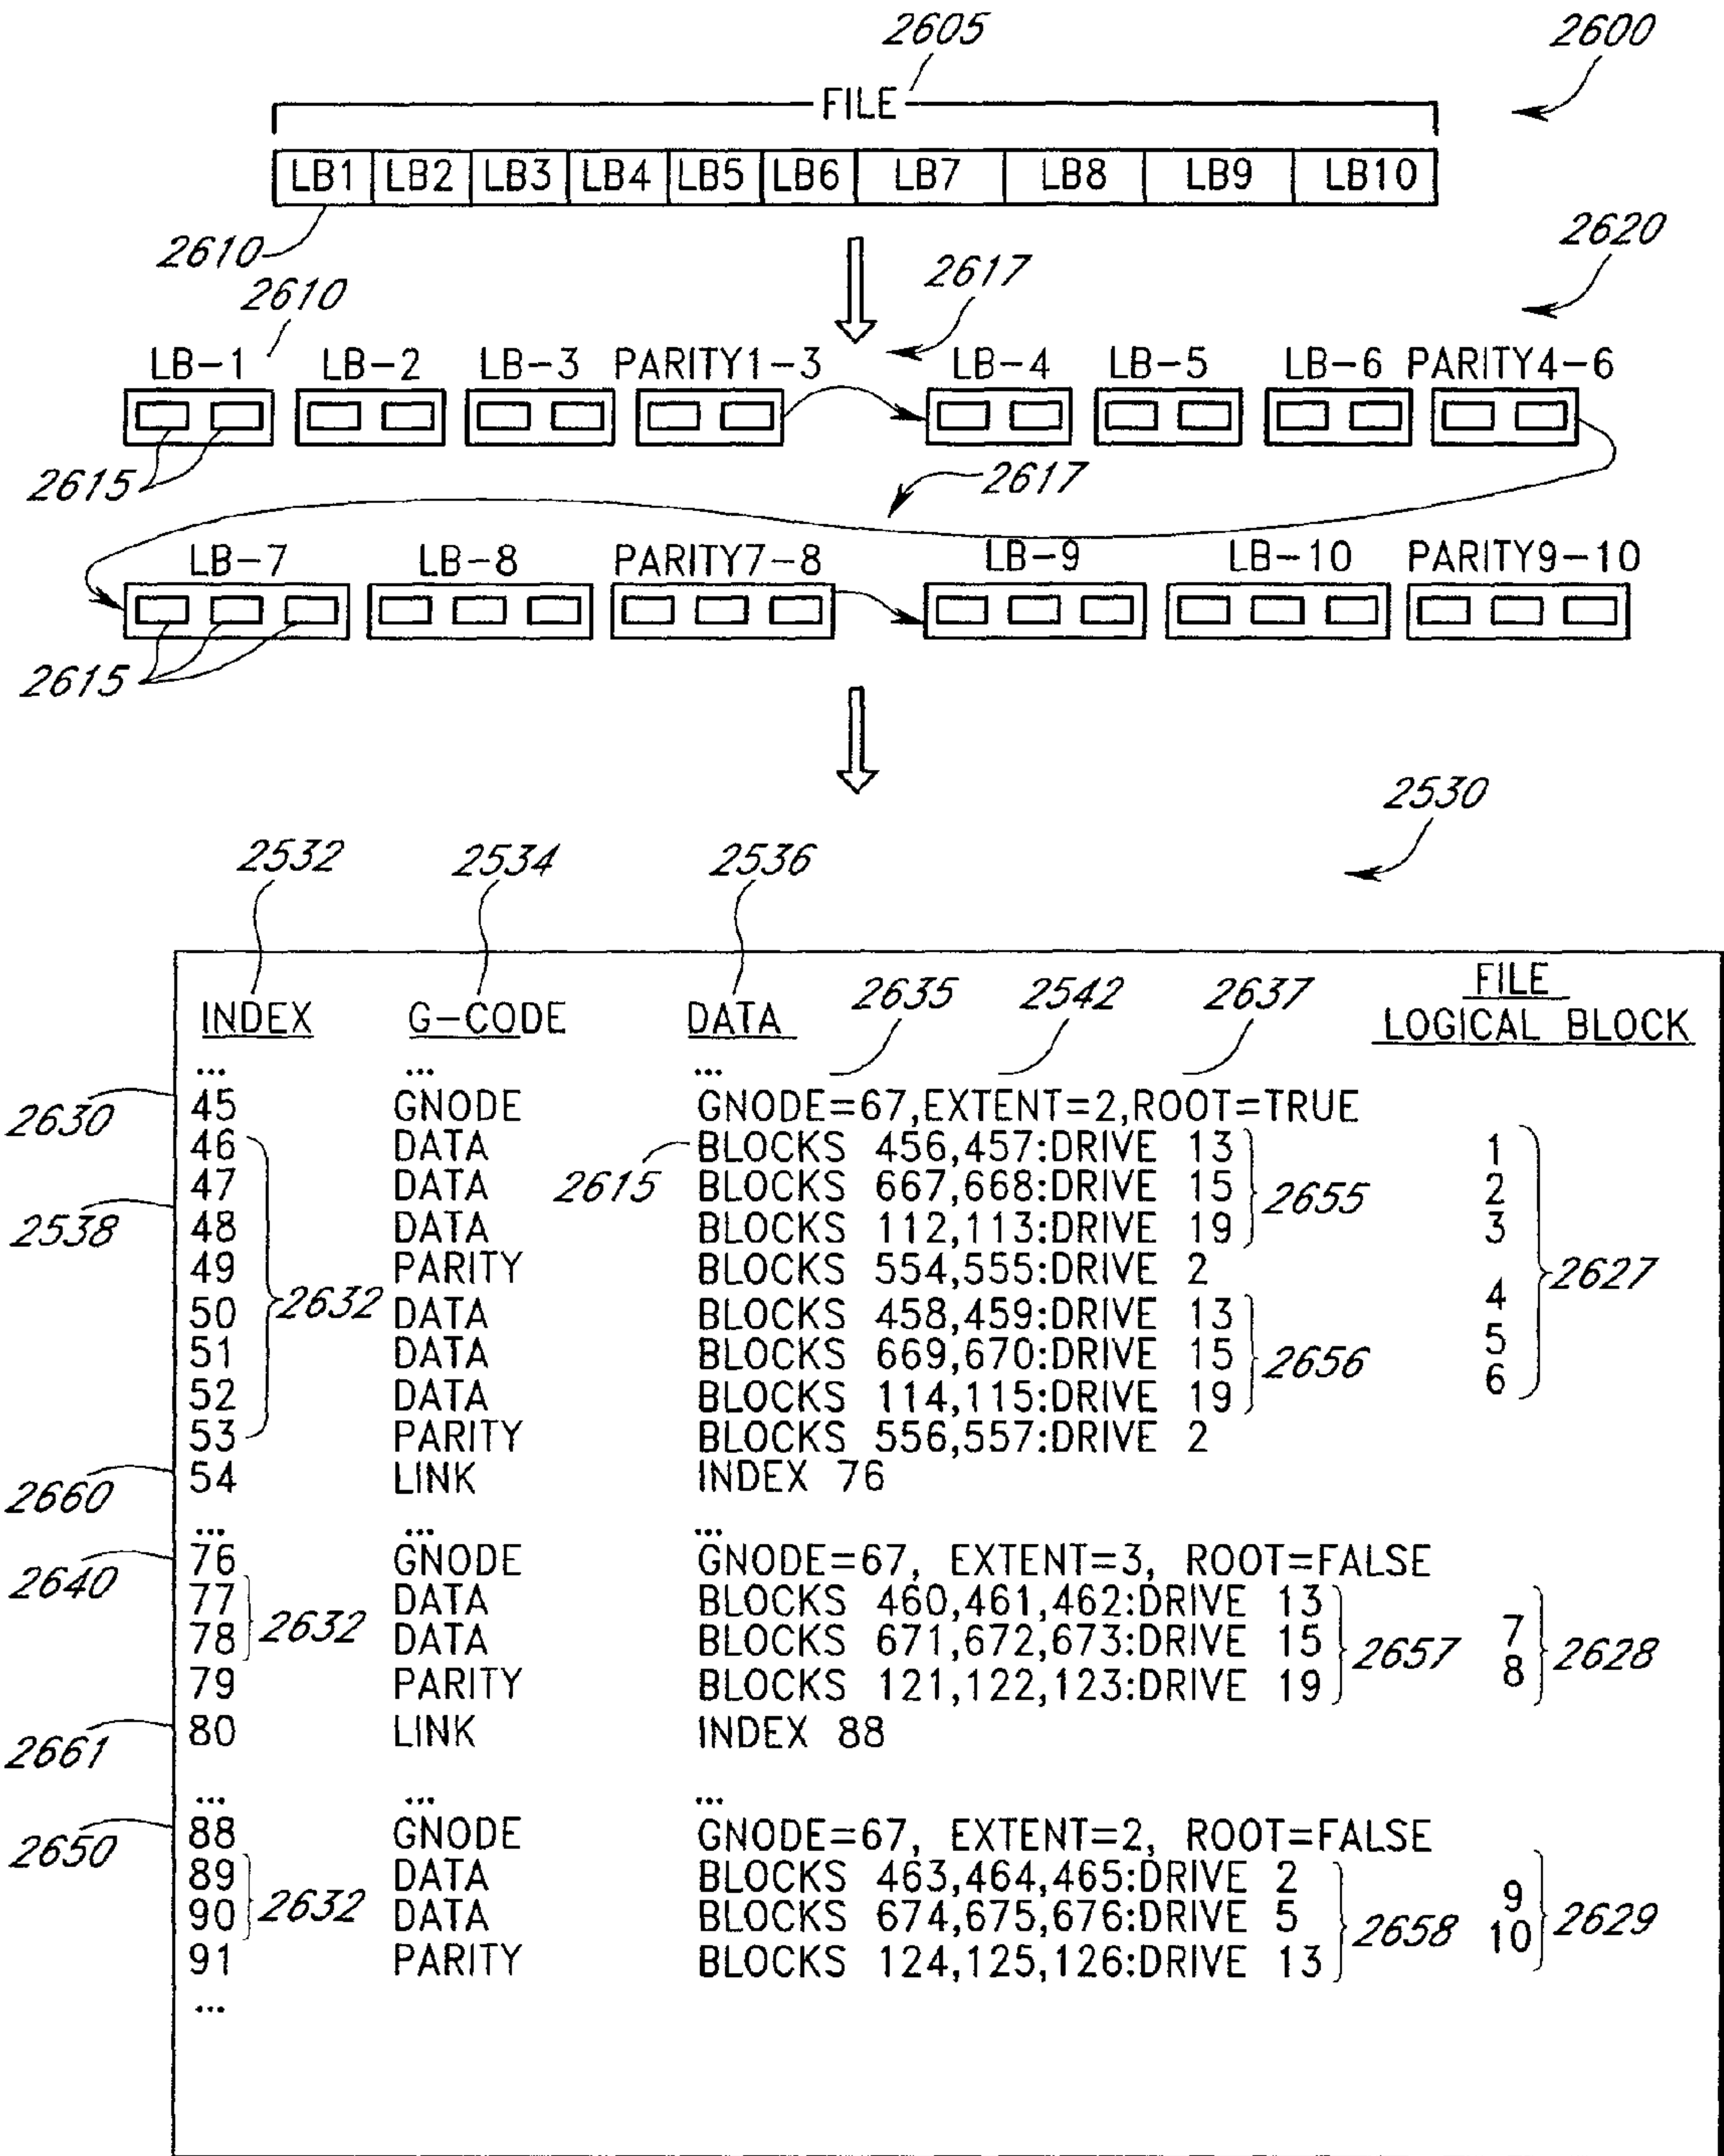 2605
2600
FILE
LB1 LB2 LB3 LB4 LB5 LB6 LB7 LB8 LB9 LB10
2610
2620
2610
2617
LB-1 LB-2 LB-3 PARITY1-3 LB-4 LB-5 LB-6 PARITY4-6
2615
2617
LB-7 LB-8 PARITY7-8 LB-9 LB-10 PARITY9-10
2615
2530
2532 2534 2536
2635 2542 2637
FILE
INDEX G-CODE DATA LOGICAL BLOCK
... ... ...
2630 45 GNODE GNODE=67,EXTENT=2,ROOT=TRUE
46 DATA BLOCKS 456,457:DRIVE 13 1
47 DATA 2615 BLOCKS 667,668:DRIVE 15 2655 2
2538 48 DATA BLOCKS 112,113:DRIVE 19 3
49 PARITY BLOCKS 554,555:DRIVE 2 2627
2632 50 DATA BLOCKS 458,459:DRIVE 13 4
51 DATA BLOCKS 669,670:DRIVE 15 2656 5
52 DATA BLOCKS 114,115:DRIVE 19 6
53 PARITY BLOCKS 556,557:DRIVE 2
2660 54 LINK INDEX 76
... ... ...
2640 76 GNODE GNODE=67, EXTENT=3, ROOT=FALSE
77 DATA BLOCKS 460,461,462:DRIVE 13 7
78 2632 DATA BLOCKS 671,672,673:DRIVE 15 2657 8 2628
79 PARITY BLOCKS 121,122,123:DRIVE 19
2661 80 LINK INDEX 88
... ... ...
2650 88 GNODE GNODE=67, EXTENT=2, ROOT=FALSE
89 DATA BLOCKS 463,464,465:DRIVE 2 9
90 2632 DATA BLOCKS 674,675,676:DRIVE 5 2658 10 2629
91 PARITY BLOCKS 124,125,126:DRIVE 13
...